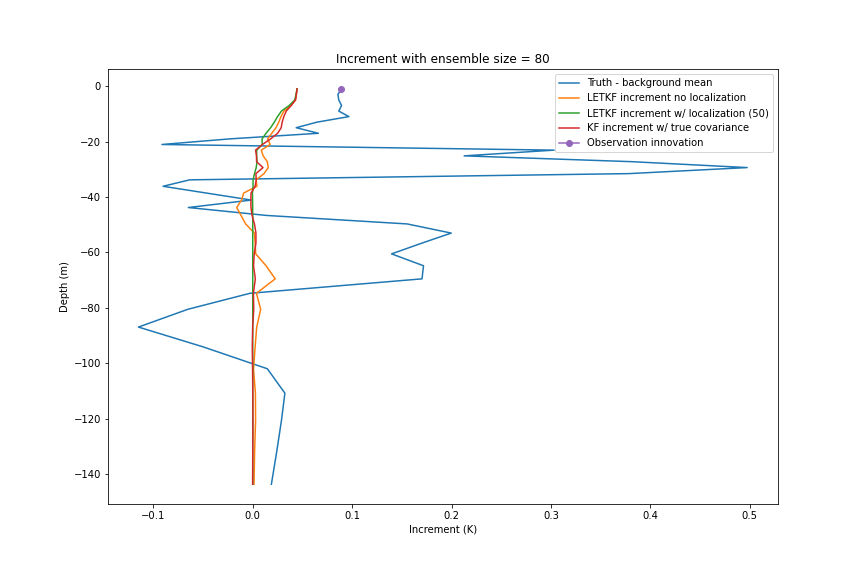 Increment with ensemble size = 80
Truth - background mean
LETKF increment no localization
LETKF increment w/ localization (50)
KF increment w/ true covariance
Observation innovation
Depth (m)
0
−20
−40
−60
−80
−100
−120
−140
−0.1
0.0
0.1
0.2
0.3
0.4
0.5
Increment (K)